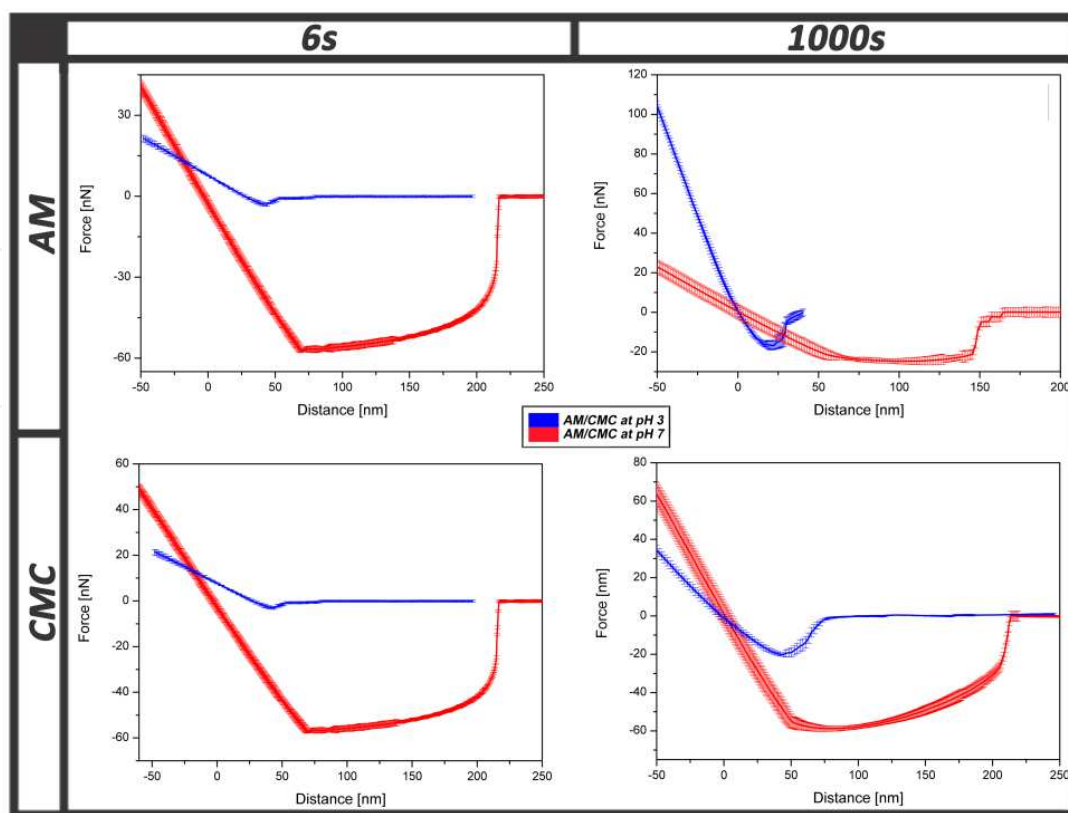 6s
1000s
AM
30
0
-30
-60
Force [nN]
-50 0 50 100 150 200 250
Distance [nm]
120
100
80
60
40
20
0
-20
Force [nN]
-50 0 50 100 150 200
Distance [nm]
AM/CMC at pH 3
AM/CMC at pH 7
CMC
60
40
20
0
-20
-40
-60
Force [nN]
-50 0 50 100 150 200 250
Distance [nm]
80
60
40
20
0
-20
-40
-60
Force [nm]
-50 0 50 100 150 200 250
Distance [nm]